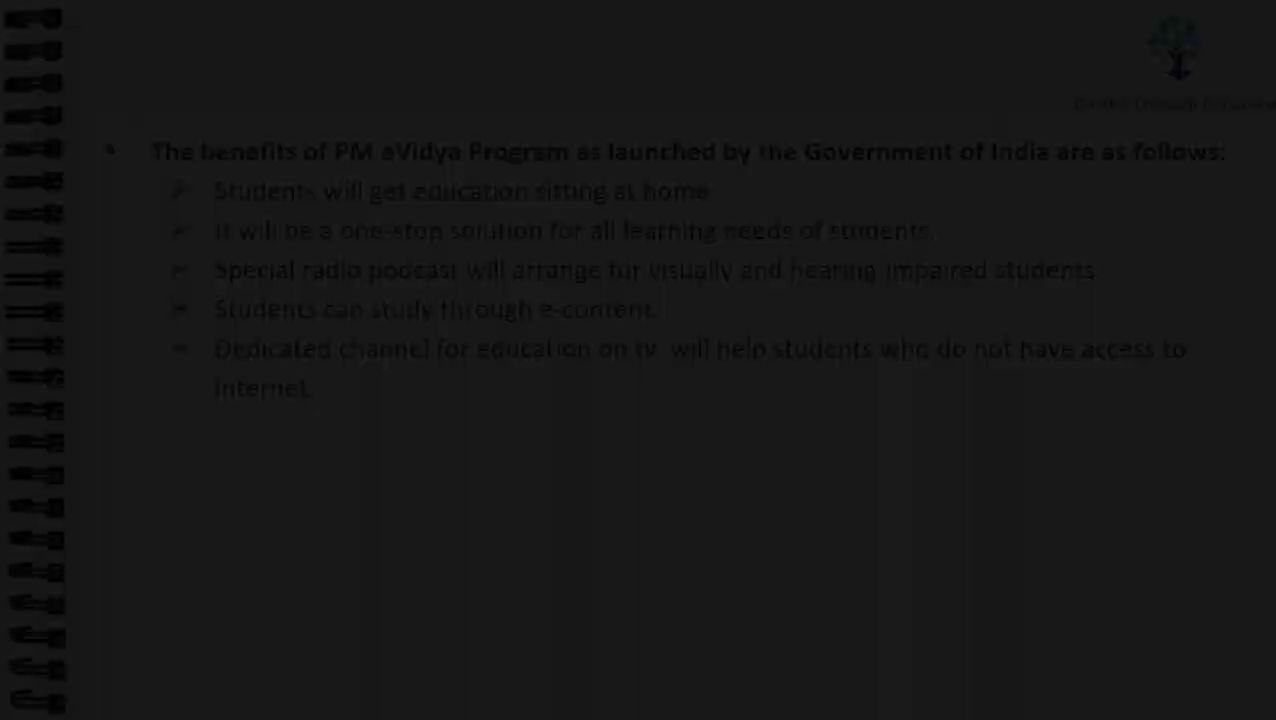 • The benefits of PM eVidya Program as launched by the Government of India are as follows:
Students will get education sitting at home
It will be a one-stop solution for all learning needs of students.
Special radio podcast will arrange for visually and hearing impaired students
Students can study through e-content.
Dedicated channel for education on tv will help students who do not have access to
internet.